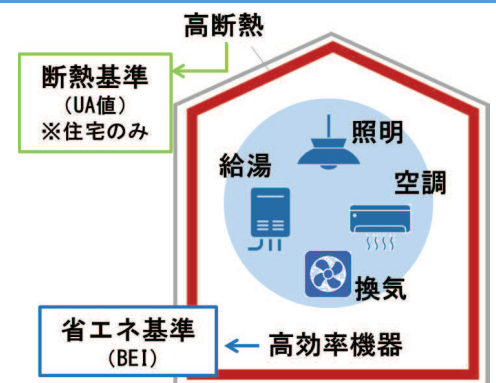 高断熱
断熱基準
（UA値）
※住宅のみ
照明
給湯
空調
換気
省エネ基準
（BEI）
高効率機器